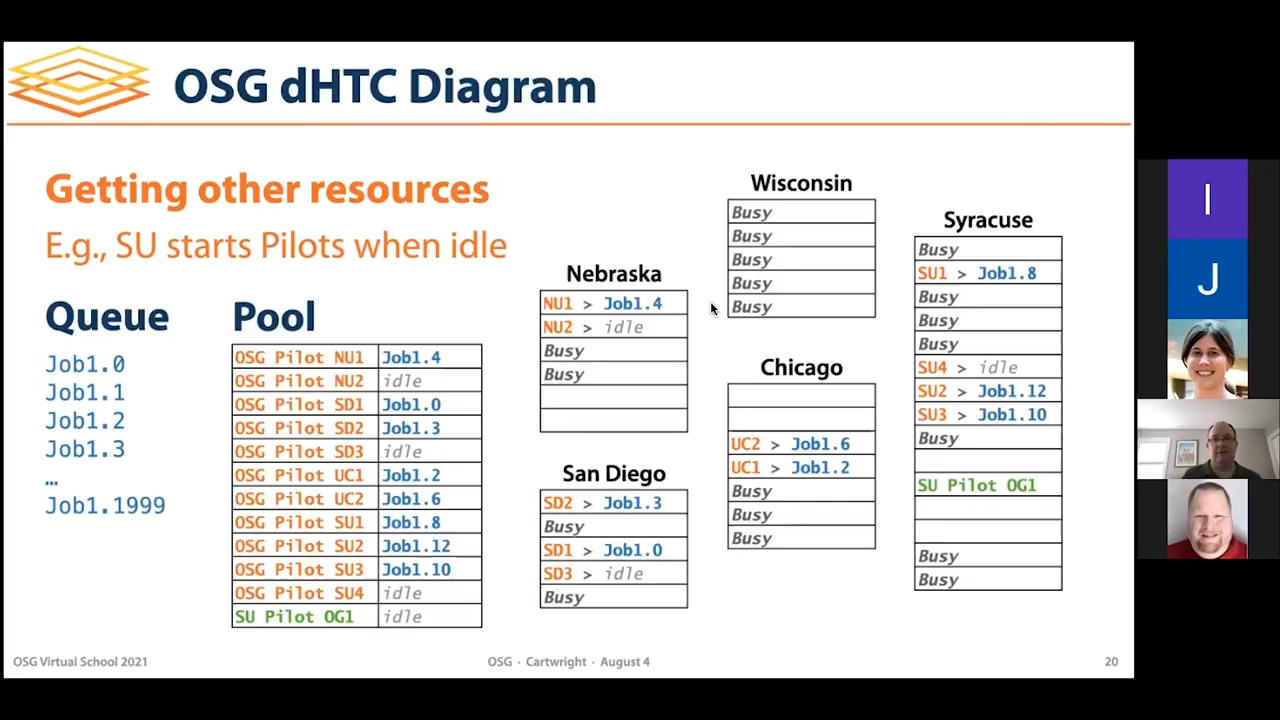 OSG dHTC Diagram
Getting other resources
E.g., SU starts Pilots when idle
Queue
Job1.0
Job1.1
Job1.2
Job1.3
…
Job1.1999
Pool
OSG Pilot NU1 Job1.4
OSG Pilot NU2 idle
OSG Pilot SD1 Job1.0
OSG Pilot SD2 Job1.3
OSG Pilot SD3 idle
OSG Pilot UC1 Job1.2
OSG Pilot UC2 Job1.6
OSG Pilot SU1 Job1.8
OSG Pilot SU2 Job1.12
OSG Pilot SU3 Job1.10
OSG Pilot SU4 idle
SU Pilot OG1 idle
Nebraska
NU1 > Job1.4
NU2 > idle
Busy
Busy
San Diego
SD2 > Job1.3
Busy
SD1 > Job1.0
SD3 > idle
Busy
Wisconsin
Busy
Busy
Busy
Busy
Busy
Chicago
UC2 > Job1.6
UC1 > Job1.2
Busy
Busy
Busy
Syracuse
Busy
SU1 > Job1.8
Busy
Busy
Busy
SU4 > idle
SU2 > Job1.12
SU3 > Job1.10
Busy
SU Pilot OG1
Busy
Busy
OSG Virtual School 2021
OSG · Cartwright · August 4
20
I
J